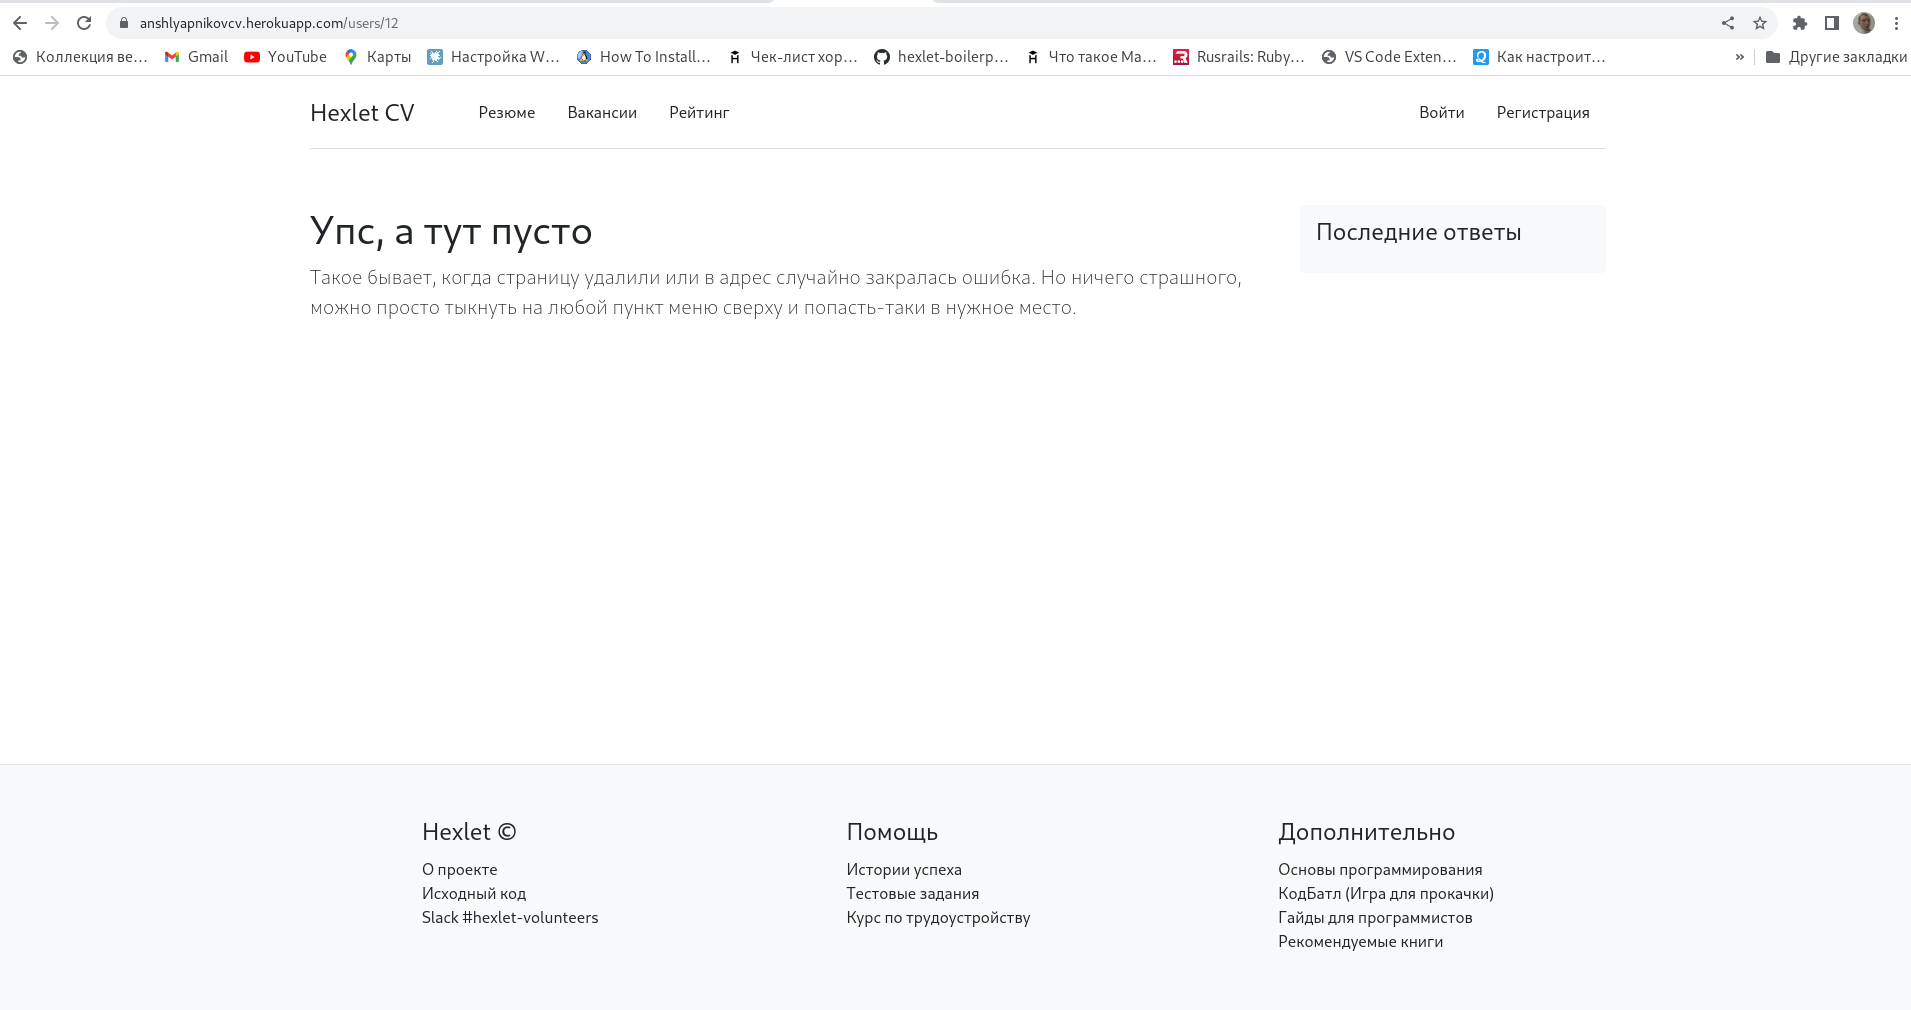 anshlyapnikovcv.herokuapp.com/users/12
Коллекция ве...
Gmail
YouTube
Карты
Настройка W...
How To Install...
Чек-лист хор...
hexlet-boilerp...
Что такое Ma...
Rusrails: Ruby...
VS Code Exten...
Как настроит...
»
Другие закладки
Hexlet CV
Резюме
Вакансии
Рейтинг
Войти
Регистрация
Упс, а тут пусто
Такое бывает, когда страницу удалили или в адрес случайно закралась ошибка. Но ничего страшного,
можно просто тыкнуть на любой пункт меню сверху и попасть-таки в нужное место.
Последние ответы
Hexlet ©
О проекте
Исходный код
Slack #hexlet-volunteers
Помощь
Истории успеха
Тестовые задания
Курс по трудоустройству
Дополнительно
Основы программирования
КодБатл (Игра для прокачки)
Гайды для программистов
Рекомендуемые книги